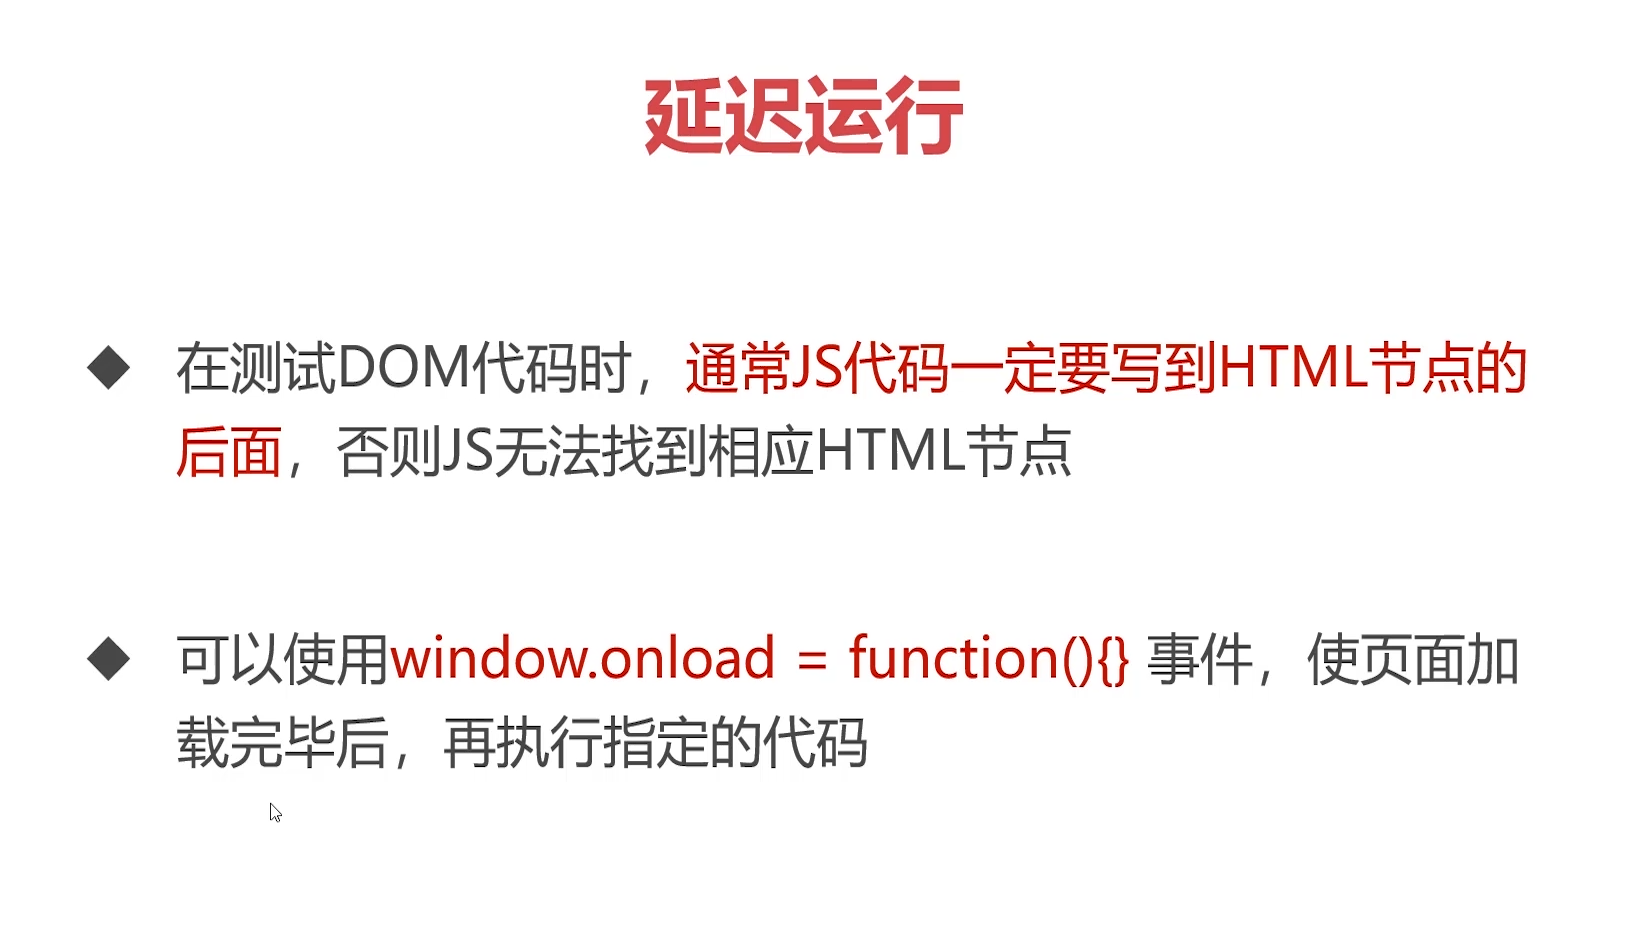 延迟运行
在测试DOM代码时，通常JS代码一定要写到HTML节点的
后面，否则JS无法找到相应HTML节点
可以使用window.onload = function(){} 事件，使页面加
载完毕后，再执行指定的代码